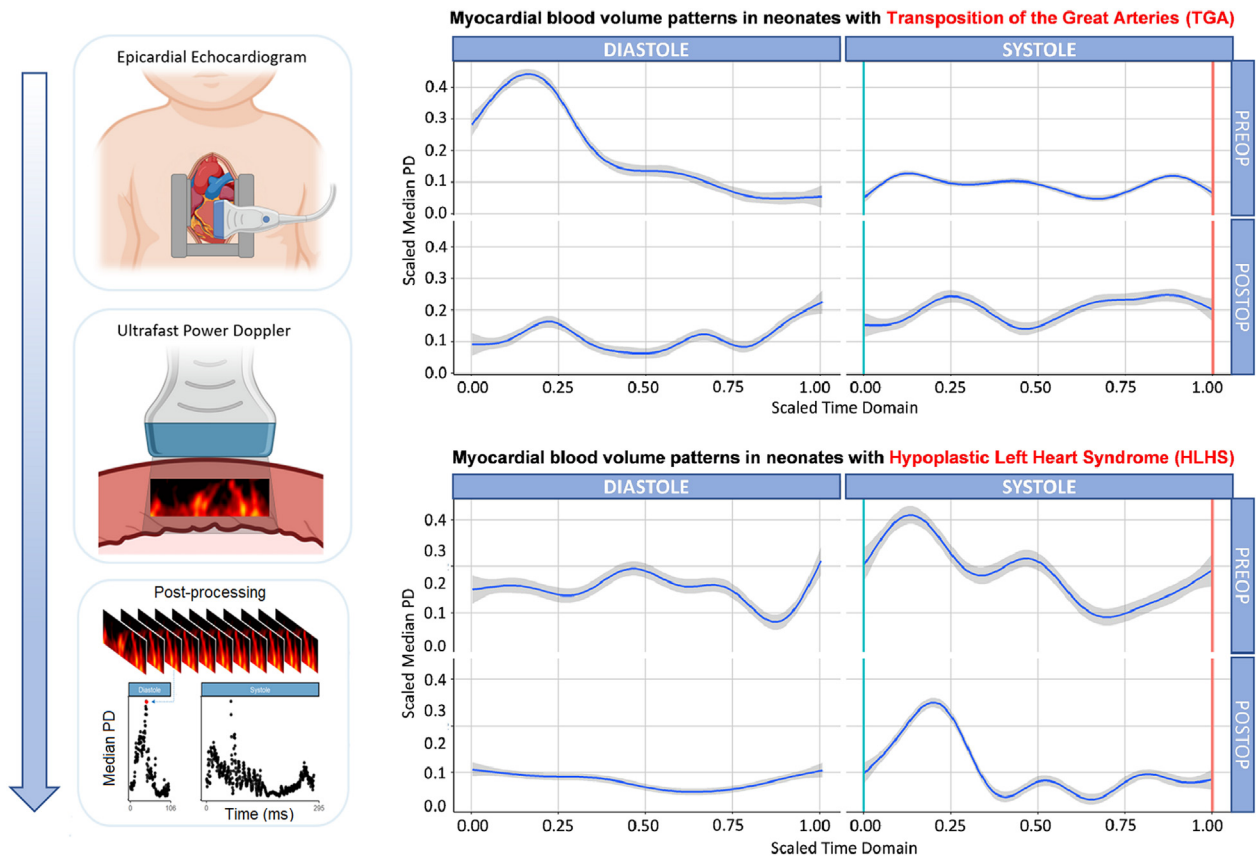 Epicardial Echocardiogram
Ultrafast Power Doppler
Post-processing
Diastole
Systole
Median PD
0
106
0
295
Time (ms)
Myocardial blood volume patterns in neonates with Transposition of the Great Arteries (TGA)
DIASTOLE
SYSTOLE
PREOP
POSTOP
Scaled Median PD
0.4
0.3
0.2
0.1
0.0
0.4
0.3
0.2
0.1
0.0
0.00
0.25
0.50
0.75
1.00
0.00
0.25
0.50
0.75
1.00
Scaled Time Domain
Myocardial blood volume patterns in neonates with Hypoplastic Left Heart Syndrome (HLHS)
DIASTOLE
SYSTOLE
PREOP
POSTOP
Scaled Median PD
0.4
0.3
0.2
0.1
0.0
0.3
0.2
0.1
0.0
0.00
0.25
0.50
0.75
1.00
0.00
0.25
0.50
0.75
1.00
Scaled Time Domain